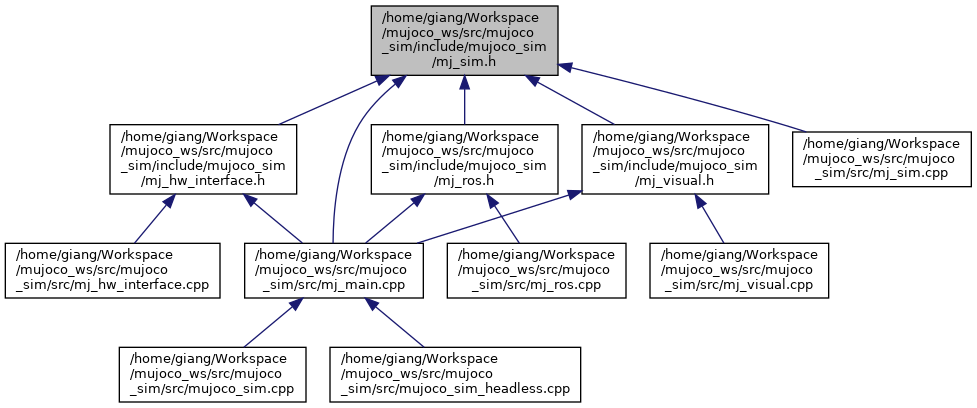 /home/giang/Workspace
/mujoco_ws/src/mujoco
_sim/include/mujoco_sim
/mj_sim.h
/home/giang/Workspace
/mujoco_ws/src/mujoco
_sim/include/mujoco_sim
/mj_hw_interface.h
/home/giang/Workspace
/mujoco_ws/src/mujoco
_sim/include/mujoco_sim
/mj_ros.h
/home/giang/Workspace
/mujoco_ws/src/mujoco
_sim/include/mujoco_sim
/mj_visual.h
/home/giang/Workspace
/mujoco_ws/src/mujoco
_sim/src/mj_sim.cpp
/home/giang/Workspace
/mujoco_ws/src/mujoco
_sim/src/mj_hw_interface.cpp
/home/giang/Workspace
/mujoco_ws/src/mujoco
_sim/src/mj_main.cpp
/home/giang/Workspace
/mujoco_ws/src/mujoco
_sim/src/mj_ros.cpp
/home/giang/Workspace
/mujoco_ws/src/mujoco
_sim/src/mj_visual.cpp
/home/giang/Workspace
/mujoco_ws/src/mujoco
_sim/src/mujoco_sim.cpp
/home/giang/Workspace
/mujoco_ws/src/mujoco
_sim/src/mujoco_sim_headless.cpp